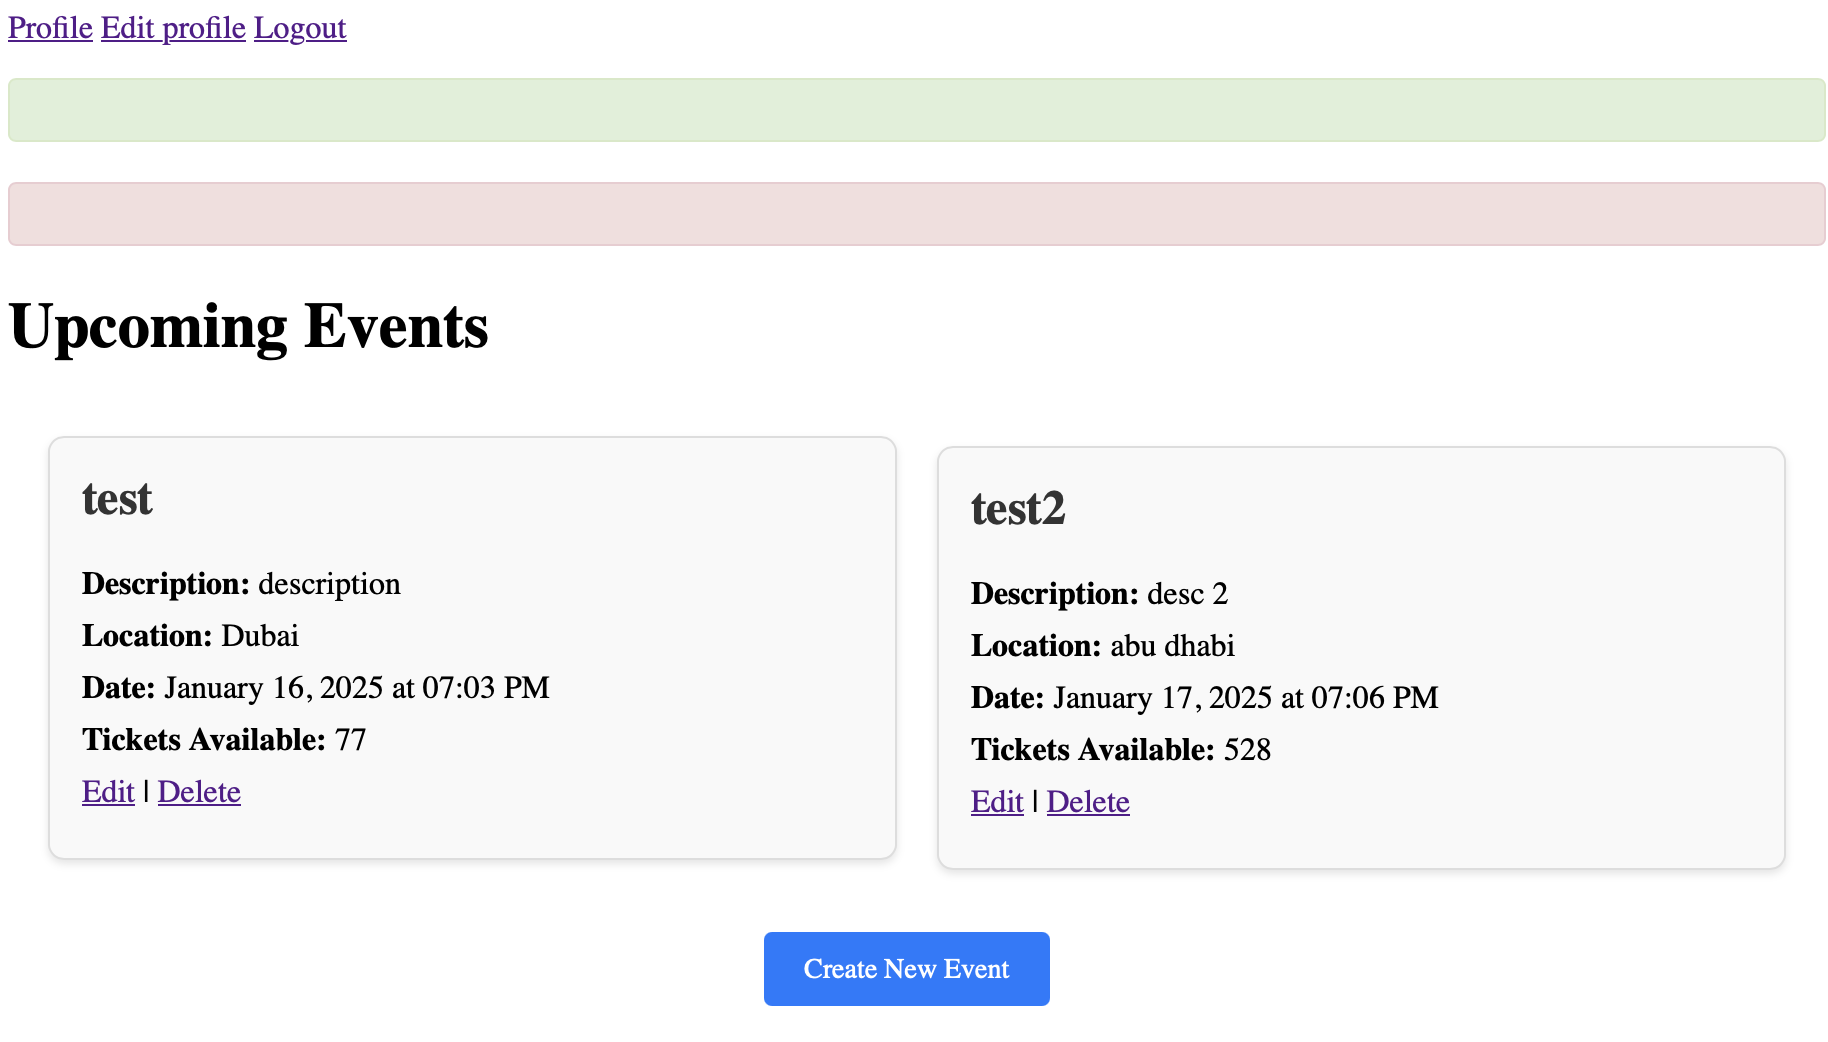 Profile Edit profile Logout
Upcoming Events
test
Description: description
Location: Dubai
Date: January 16, 2025 at 07:03 PM
Tickets Available: 77
Edit | Delete
test2
Description: desc 2
Location: abu dhabi
Date: January 17, 2025 at 07:06 PM
Tickets Available: 528
Edit | Delete
Create New Event